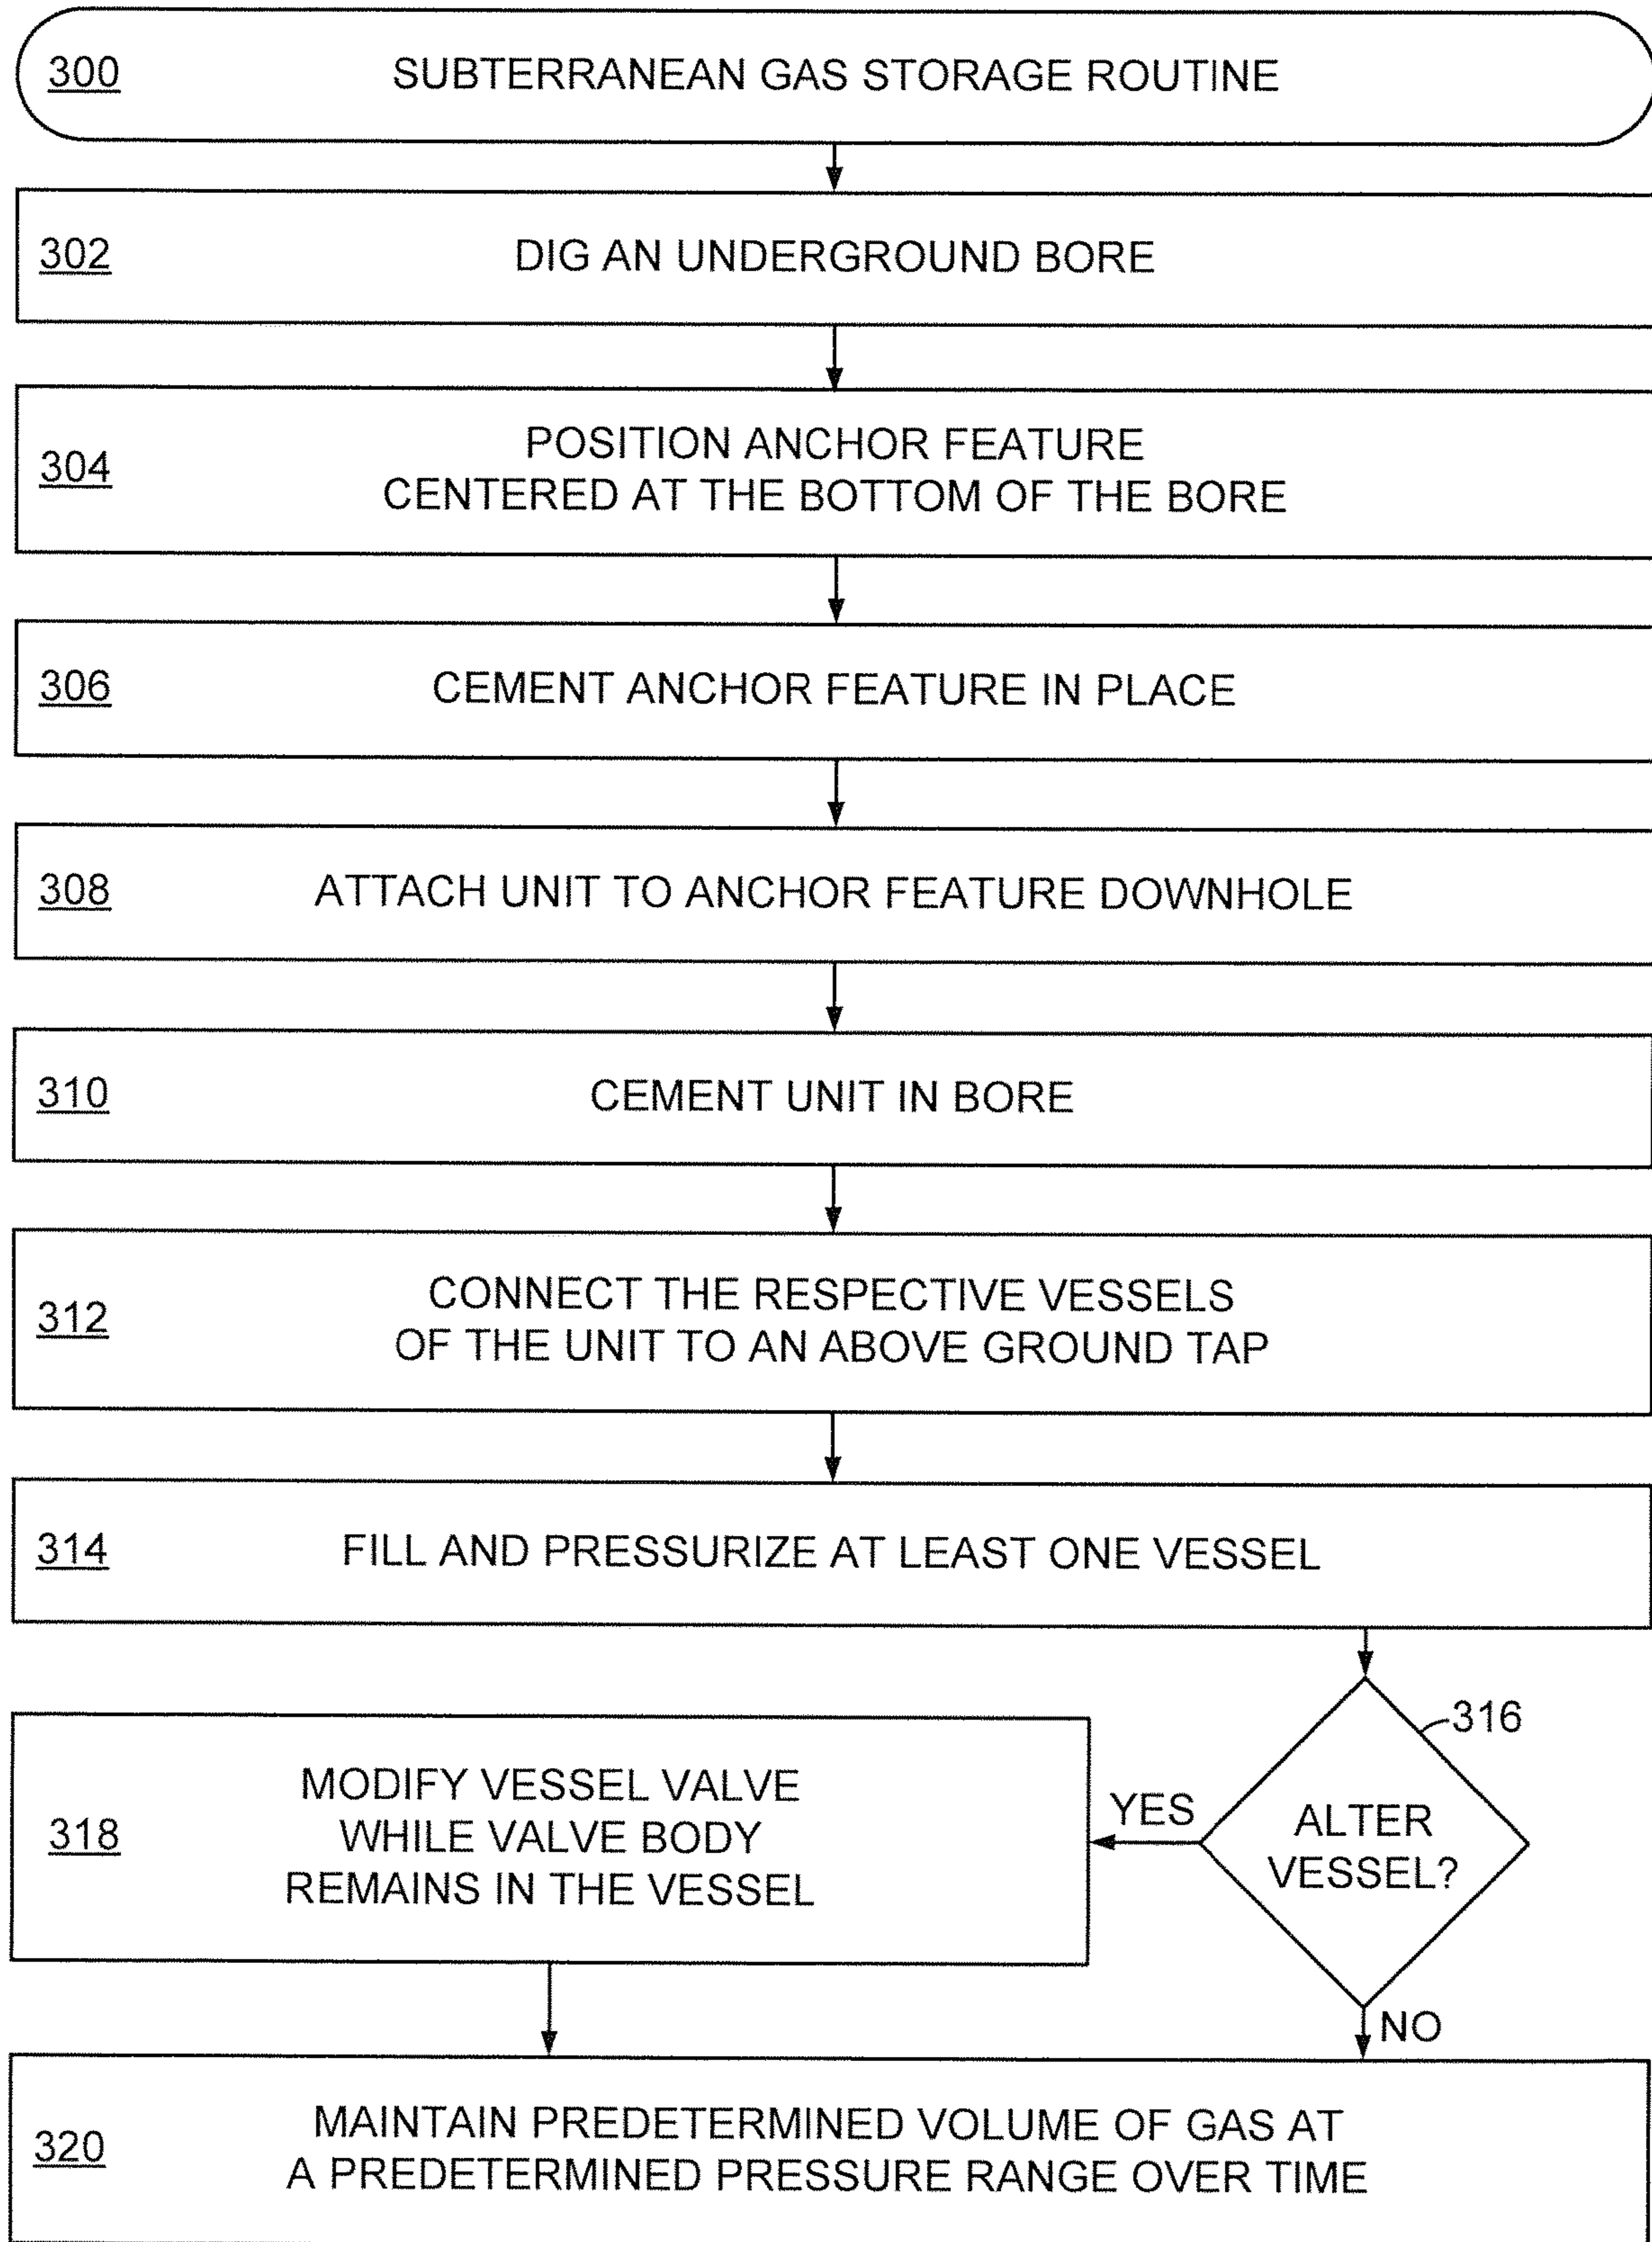 300 SUBTERRANEAN GAS STORAGE ROUTINE
302 DIG AN UNDERGROUND BORE
304
POSITION ANCHOR FEATURE
CENTERED AT THE BOTTOM OF THE BORE
306 CEMENT ANCHOR FEATURE IN PLACE
308 ATTACH UNIT TO ANCHOR FEATURE DOWNHOLE
310 CEMENT UNIT IN BORE
312
CONNECT THE RESPECTIVE VESSELS
OF THE UNIT TO AN ABOVE GROUND TAP
314 FILL AND PRESSURIZE AT LEAST ONE VESSEL
316
ALTER
VESSEL?
YES
NO
318
MODIFY VESSEL VALVE
WHILE VALVE BODY
REMAINS IN THE VESSEL
320
MAINTAIN PREDETERMINED VOLUME OF GAS AT
A PREDETERMINED PRESSURE RANGE OVER TIME